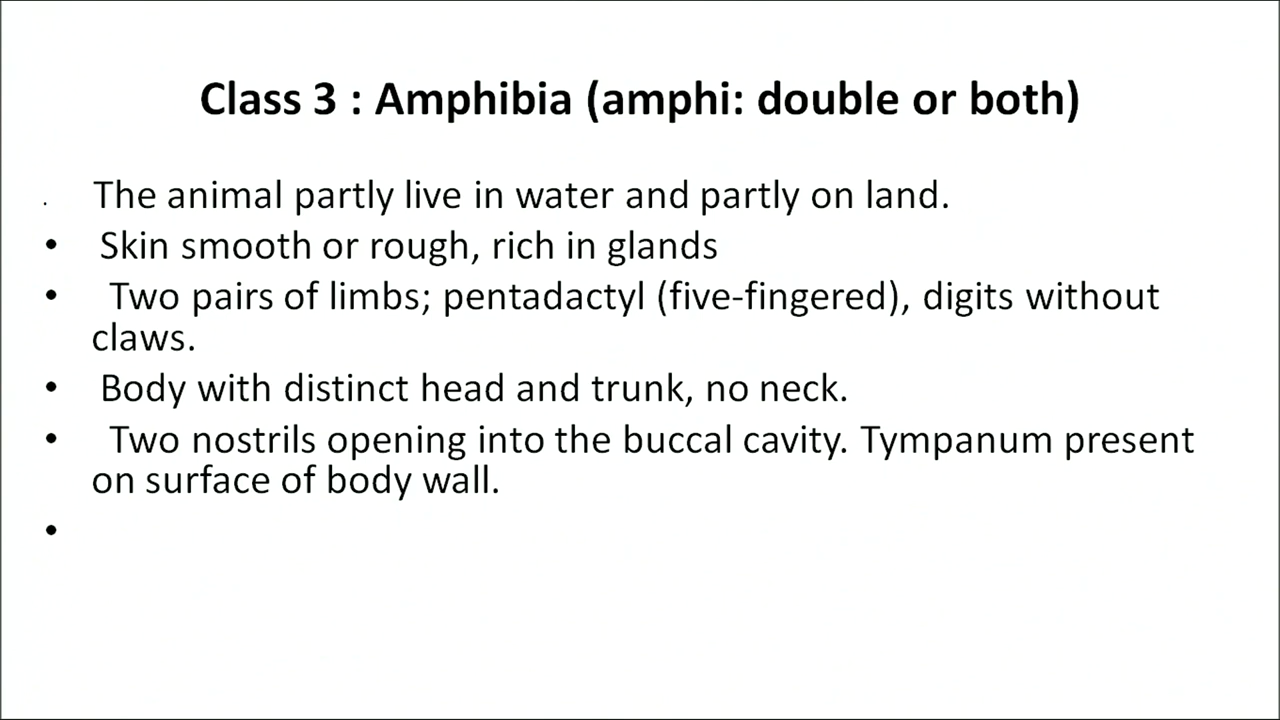 Class 3 : Amphibia (amphi: double or both)
. The animal partly live in water and partly on land.
• Skin smooth or rough, rich in glands
• Two pairs of limbs; pentadactyl (five-fingered), digits without
claws.
• Body with distinct head and trunk, no neck.
• Two nostrils opening into the buccal cavity. Tympanum present
on surface of body wall.
•